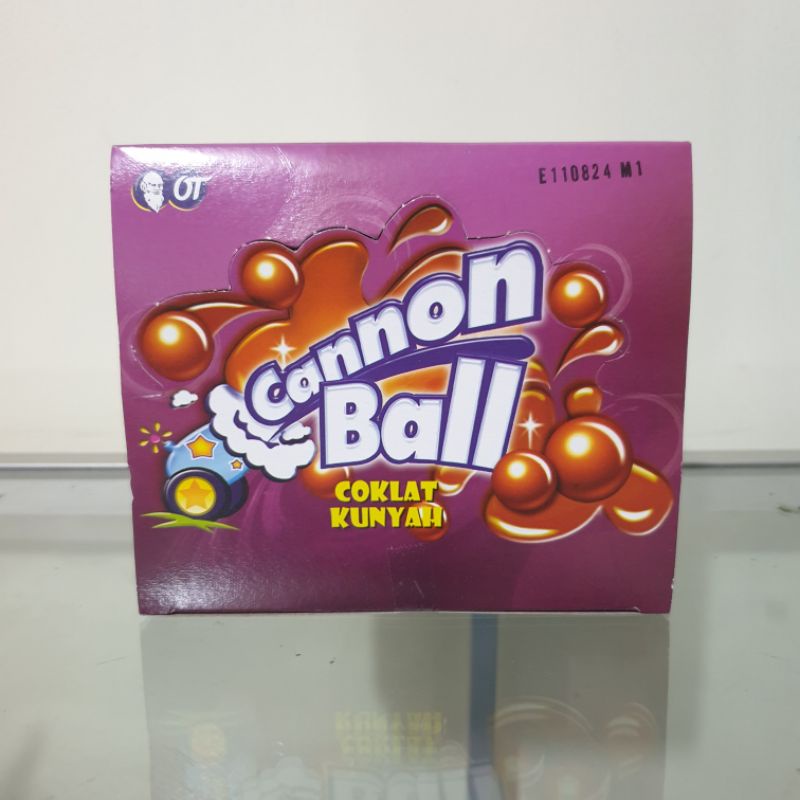 OT
E110824 M1
Cannon
Ball
COKLAT
KUNYAH